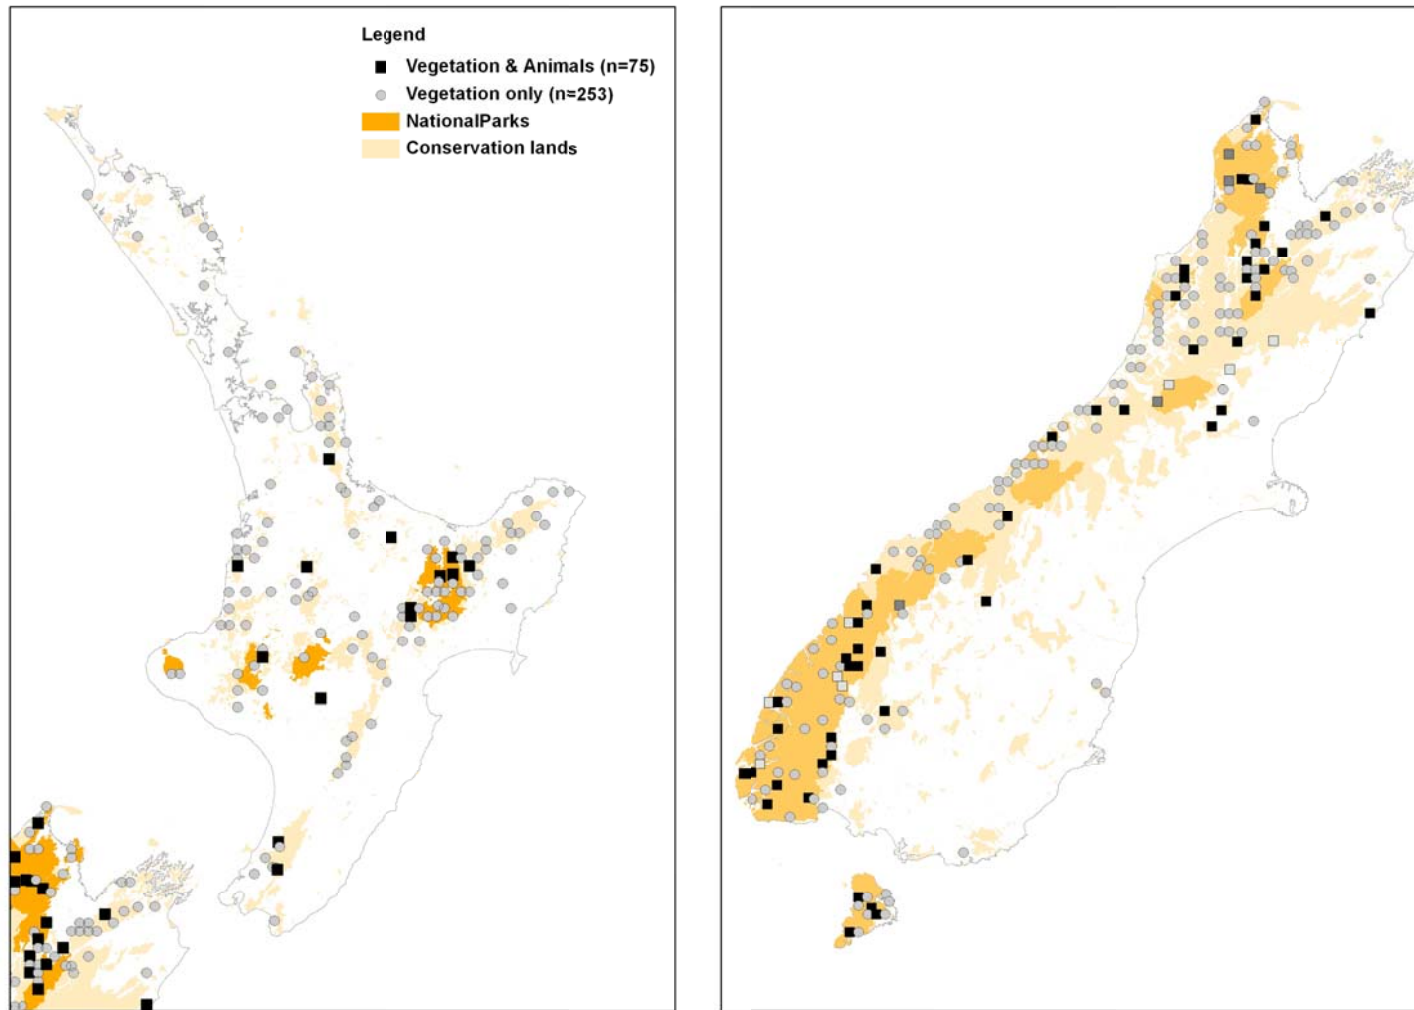 Legend
Vegetation & Animals (n=75)
Vegetation only (n=253)
NationalParks
Conservation lands